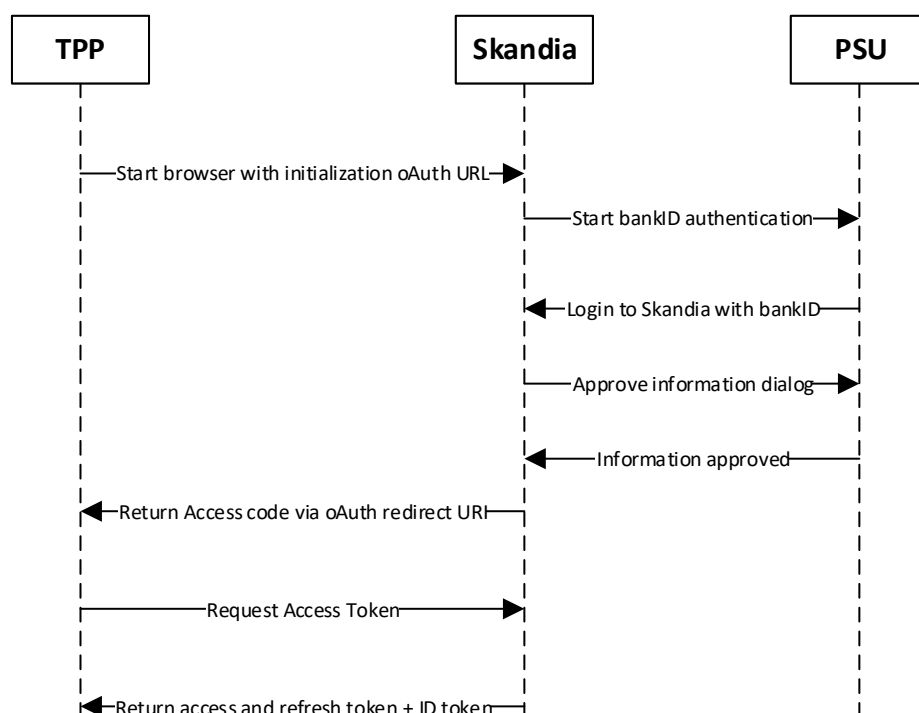 TPP
Skandia
PSU
Start browser with initialization oAuth URL
Start bankID authentication
Login to Skandia with bankID
Approve information dialog
Information approved
Return Access code via oAuth redirect URI
Request Access Token
Return access and refresh token + ID token